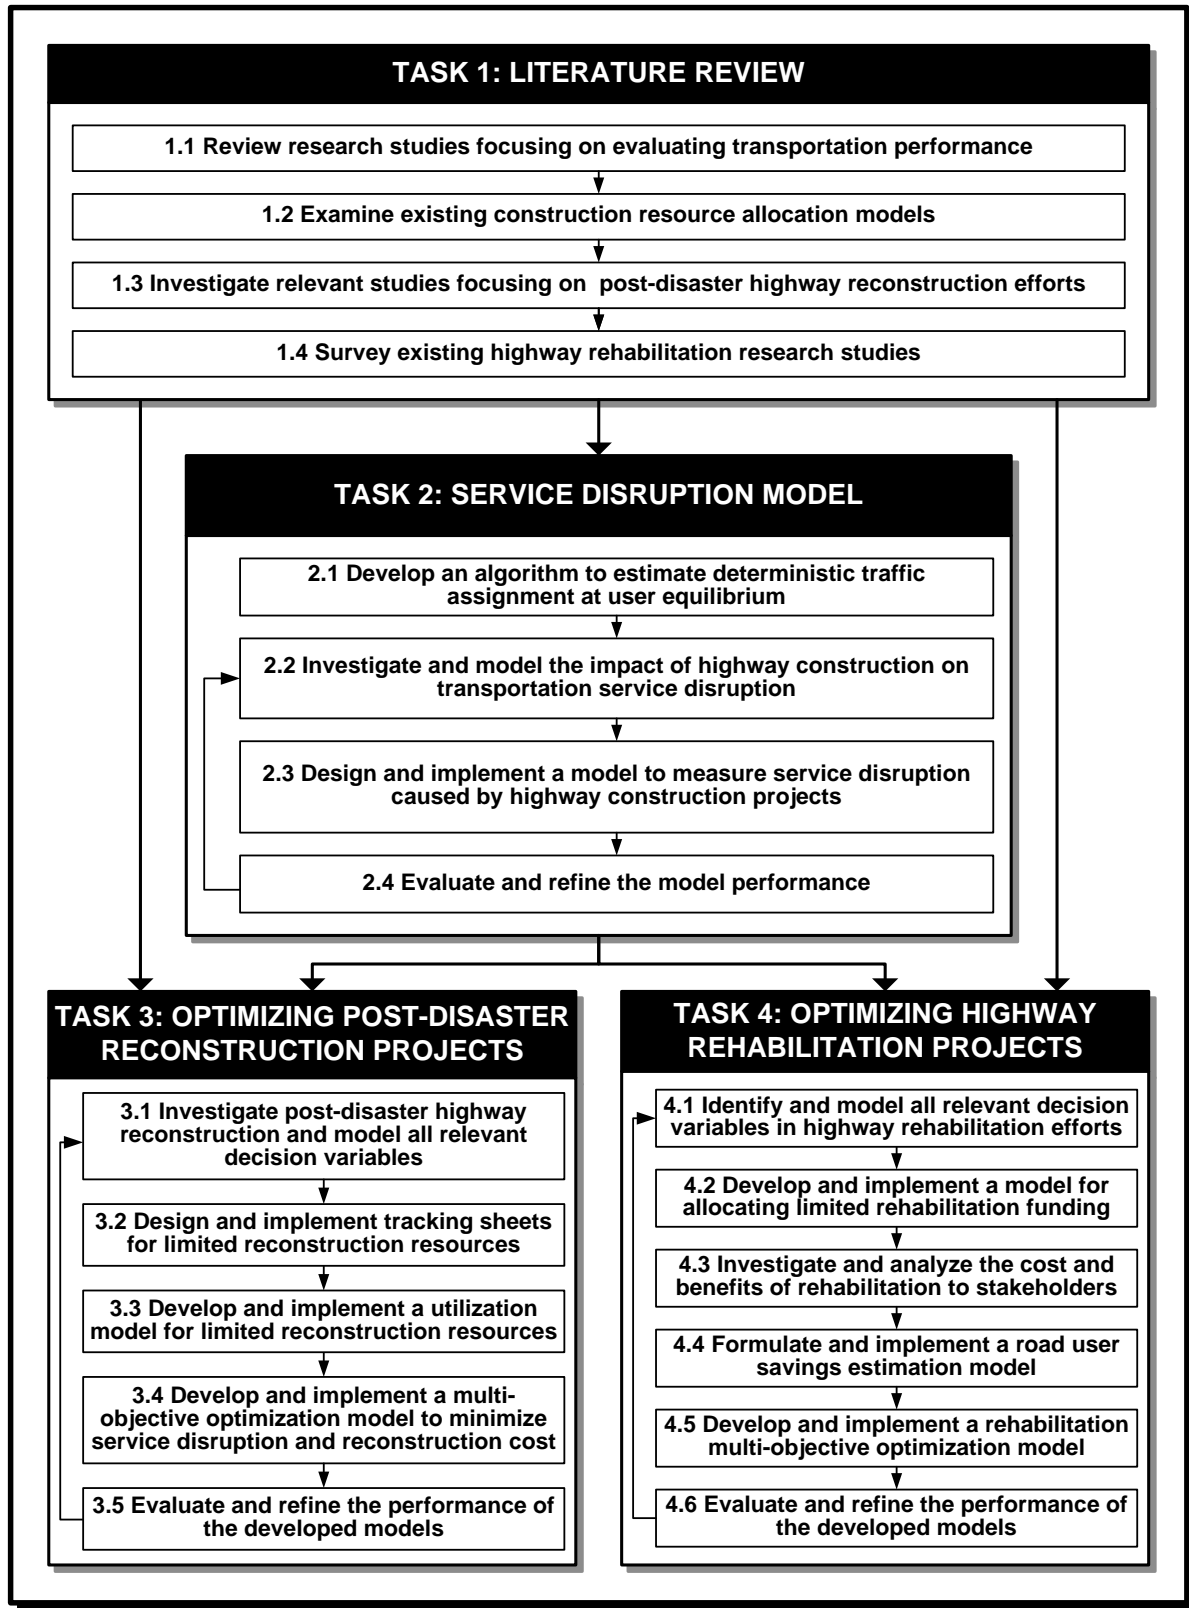 TASK 1: LITERATURE REVIEW
1.1 Review research studies focusing on evaluating transportation performance
1.2 Examine existing construction resource allocation models
1.3 Investigate relevant studies focusing on post-disaster highway reconstruction efforts
1.4 Survey existing highway rehabilitation research studies
TASK 2: SERVICE DISRUPTION MODEL
2.1 Develop an algorithm to estimate deterministic traffic
assignment at user equilibrium
2.2 Investigate and model the impact of highway construction on
transportation service disruption
2.3 Design and implement a model to measure service disruption
caused by highway construction projects
2.4 Evaluate and refine the model performance
TASK 3: OPTIMIZING POST-DISASTER
RECONSTRUCTION PROJECTS
3.1 Investigate post-disaster highway
reconstruction and model all relevant
decision variables
3.2 Design and implement tracking sheets
for limited reconstruction resources
3.3 Develop and implement a utilization
model for limited reconstruction resources
3.4 Develop and implement a multi-
objective optimization model to minimize
service disruption and reconstruction cost
3.5 Evaluate and refine the performance of
the developed models
TASK 4: OPTIMIZING HIGHWAY
REHABILITATION PROJECTS
4.1 Identify and model all relevant decision
variables in highway rehabilitation efforts
4.2 Develop and implement a model for
allocating limited rehabilitation funding
4.3 Investigate and analyze the cost and
benefits of rehabilitation to stakeholders
4.4 Formulate and implement a road user
savings estimation model
4.5 Develop and implement a rehabilitation
multi-objective optimization model
4.6 Evaluate and refine the performance of
the developed models